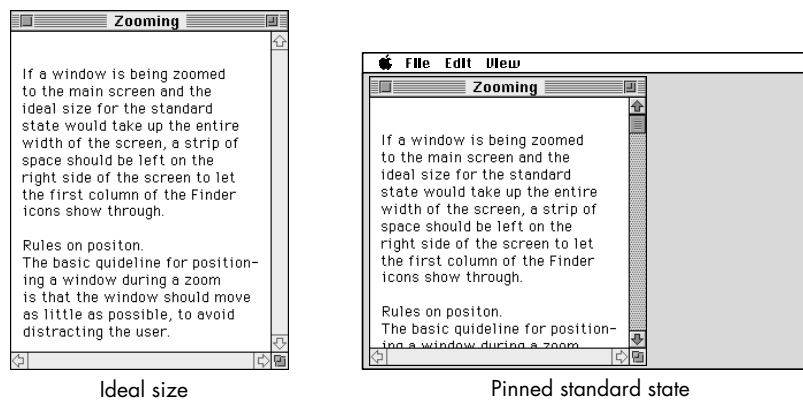 Zooming
If a window is being zoomed
to the main screen and the
ideal size for the standard
state would take up the entire
width of the screen, a strip of
space should be left on the
right side of the screen to let
the first column of the Finder
icons show through.
Rules on positon.
The basic quideline for position-
ing a window during a zoom
is that the window should move
as little as possible, to avoid
distracting the user.
Ideal size
File Edit View
Zooming
If a window is being zoomed
to the main screen and the
ideal size for the standard
state would take up the entire
width of the screen, a strip of
space should be left on the
right side of the screen to let
the first column of the Finder
icons show through.
Rules on positon.
The basic quideline for position-
ing a window during a zoom
Pinned standard state